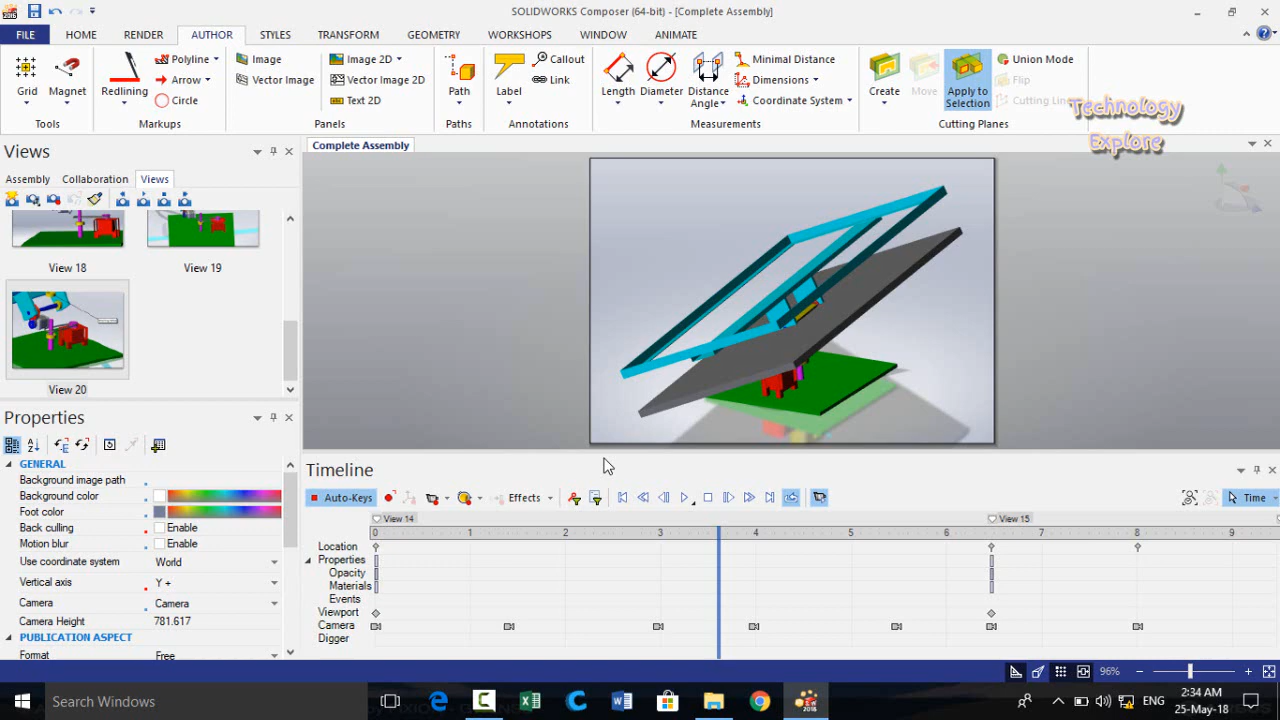 SOLIDWORKS Composer (64-bit) - [Complete Assembly]
FILE HOME RENDER AUTHOR STYLES TRANSFORM GEOMETRY WORKSHOPS WINDOW ANIMATE
Grid Magnet Redlining Polyline Arrow Circle
Image Vector Image Image 2D Vector Image 2D Text 2D
Path Label Callout Link
Length Diameter Distance Angle Minimal Distance Dimensions Coordinate System
Create Move Apply to Selection Union Mode Flip Cutting Lin
Tools Markups Panels Paths Annotations Measurements Cutting Planes
Technology
Explore
Views
Complete Assembly
Assembly Collaboration Views
View 18 View 19
View 20
Properties
GENERAL
Background image path
Background color
Foot color
Back culling Enable
Motion blur Enable
Use coordinate system World
Vertical axis Y +
Camera Camera
Camera Height 781.617
PUBLICATION ASPECT
Format Free
Timeline
Auto-Keys Effects Time
View 14 View 15
0 1 2 3 4 5 6 7 8 9
Location
Properties
Opacity
Materials
Events
Viewport
Camera
Digger
96%
Search Windows
ENG
2:34 AM
25-May-18